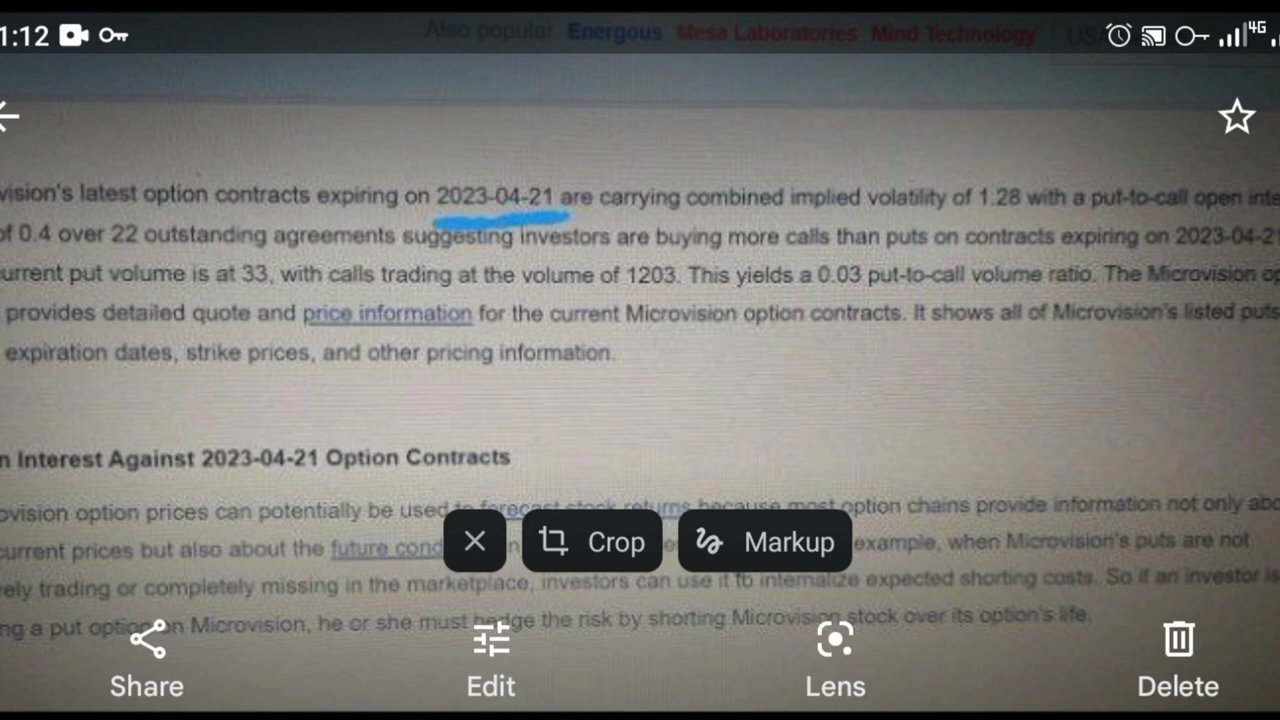 1:12 4G
Also popular Energous Mesa Laboratories Mind Technology
vision's latest option contracts expiring on 2023-04-21 are carrying combined implied volatility of 1.28 with a put-to-call open inte
of 0.4 over 22 outstanding agreements suggesting investors are buying more calls than puts on contracts expiring on 2023-04-2
urrent put volume is at 33, with calls trading at the volume of 1203. This yields a 0.03 put-to-call volume ratio. The Microvision op
provides detailed quote and price information for the current Microvision option contracts. It shows all of Microvision's listed puts
expiration dates, strike prices, and other pricing information.
n Interest Against 2023-04-21 Option Contracts
ovision option prices can potentially be used to forecast stock returns because most option chains provide information not only abo
current prices but also about the future cond example, when Microvision's puts are not
vely trading or completely missing in the marketplace, investors can use it to internalize expected shorting costs. So if an investor is
ng a put option on Microvision, he or she must hedge the risk by shorting Microvision stock over its option's life.
Crop Markup
Share Edit Lens Delete